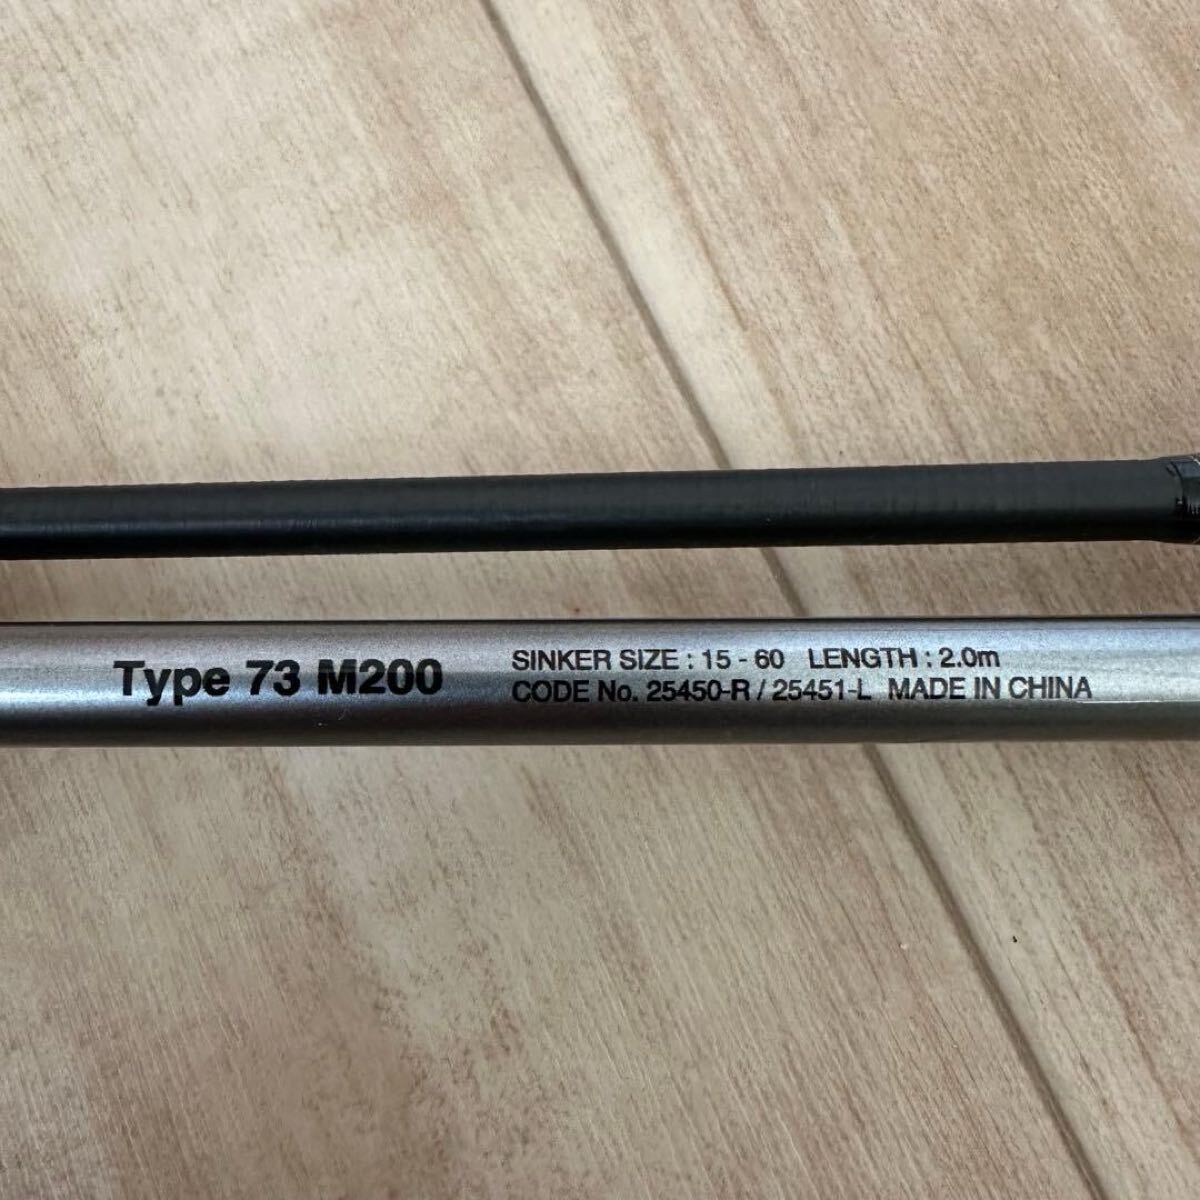 Type 73 M200
SINKER SIZE : 15 - 60 LENGTH : 2.0m
CODE No. 25450-R / 25451-L MADE IN CHINA